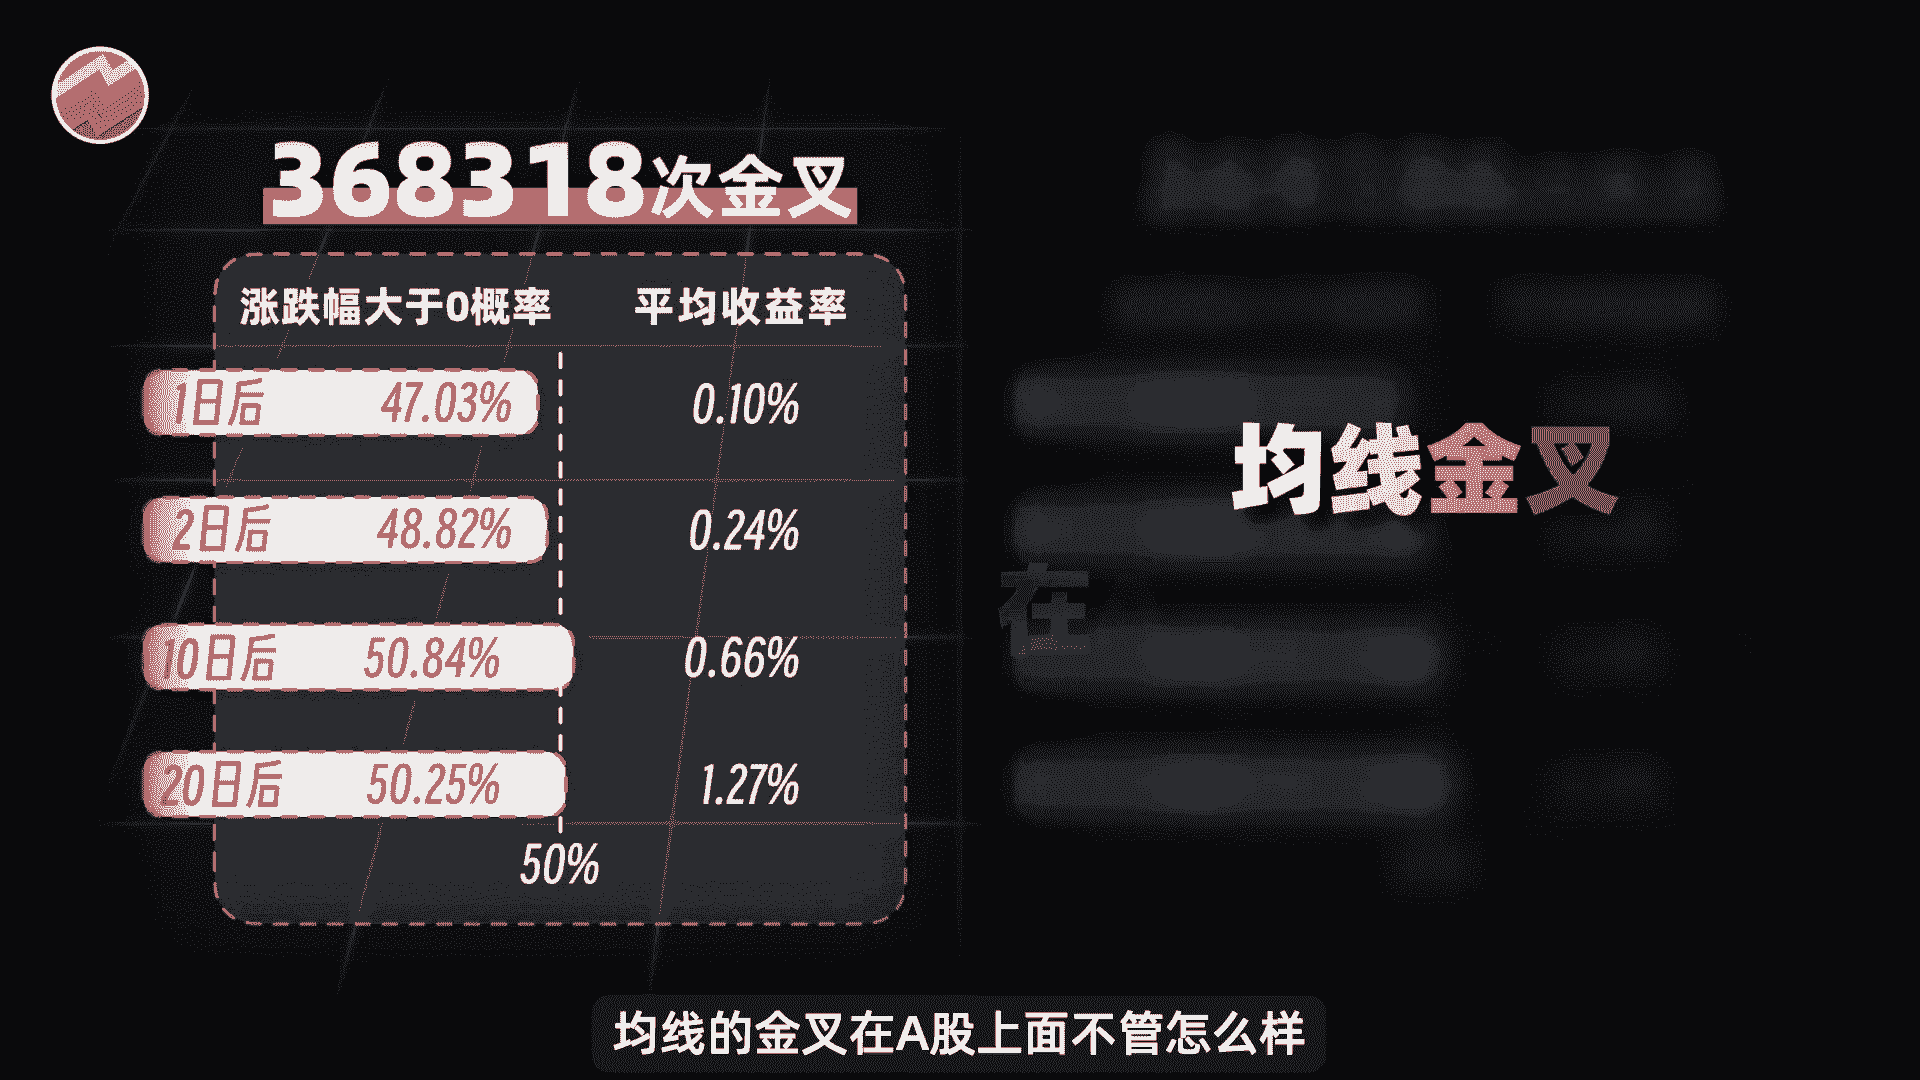 368318次金叉
涨跌幅大于0概率 平均收益率
1日后 47.03% 0.10%
2日后 48.82% 0.24%
10日后 50.84% 0.66%
20日后 50.25% 1.27%
50%
均线金叉
在
均线的金叉在A股上面不管怎么样